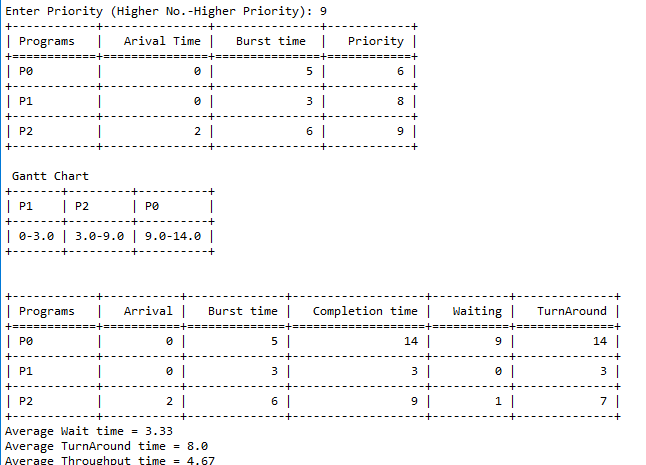 Enter Priority (Higher No.-Higher Priority): 9
+------------+---------------+---------------+------------+
| Programs   |   Arival Time |   Burst time  |   Priority |
+============+===============+===============+============+
| P0         |             0 |             5 |          6 |
+------------+---------------+---------------+------------+
| P1         |             0 |             3 |          8 |
+------------+---------------+---------------+------------+
| P2         |             2 |             6 |          9 |
+------------+---------------+---------------+------------+
Gantt Chart
+-------+---------+----------+
| P1    | P2      | P0       |
+-------+---------+----------+
| 0-3.0 | 3.0-9.0 | 9.0-14.0 |
+-------+---------+----------+
+------------+-----------+--------------+-------------------+-----------+--------------+
| Programs   |   Arrival |   Burst time |   Completion time |   Waiting |   TurnAround |
+============+===========+==============+===================+===========+==============+
| P0         |         0 |            5 |                14 |         9 |           14 |
+------------+-----------+--------------+-------------------+-----------+--------------+
| P1         |         0 |            3 |                 3 |         0 |            3 |
+------------+-----------+--------------+-------------------+-----------+--------------+
| P2         |         2 |            6 |                 9 |         1 |            7 |
+------------+-----------+--------------+-------------------+-----------+--------------+
Average Wait time = 3.33
Average TurnAround time = 8.0
Average Throughput time = 4.67